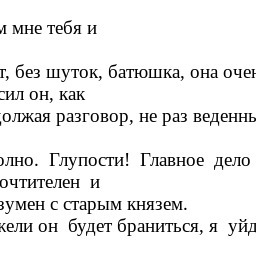 м мне тебя и
т, без шуток, батюшка, она очен
сил он, как
должая разговор, не раз веденны
олно. Глупости! Главное дело
очтителен и
зумен с старым князем.
жели он будет браниться, я уйд